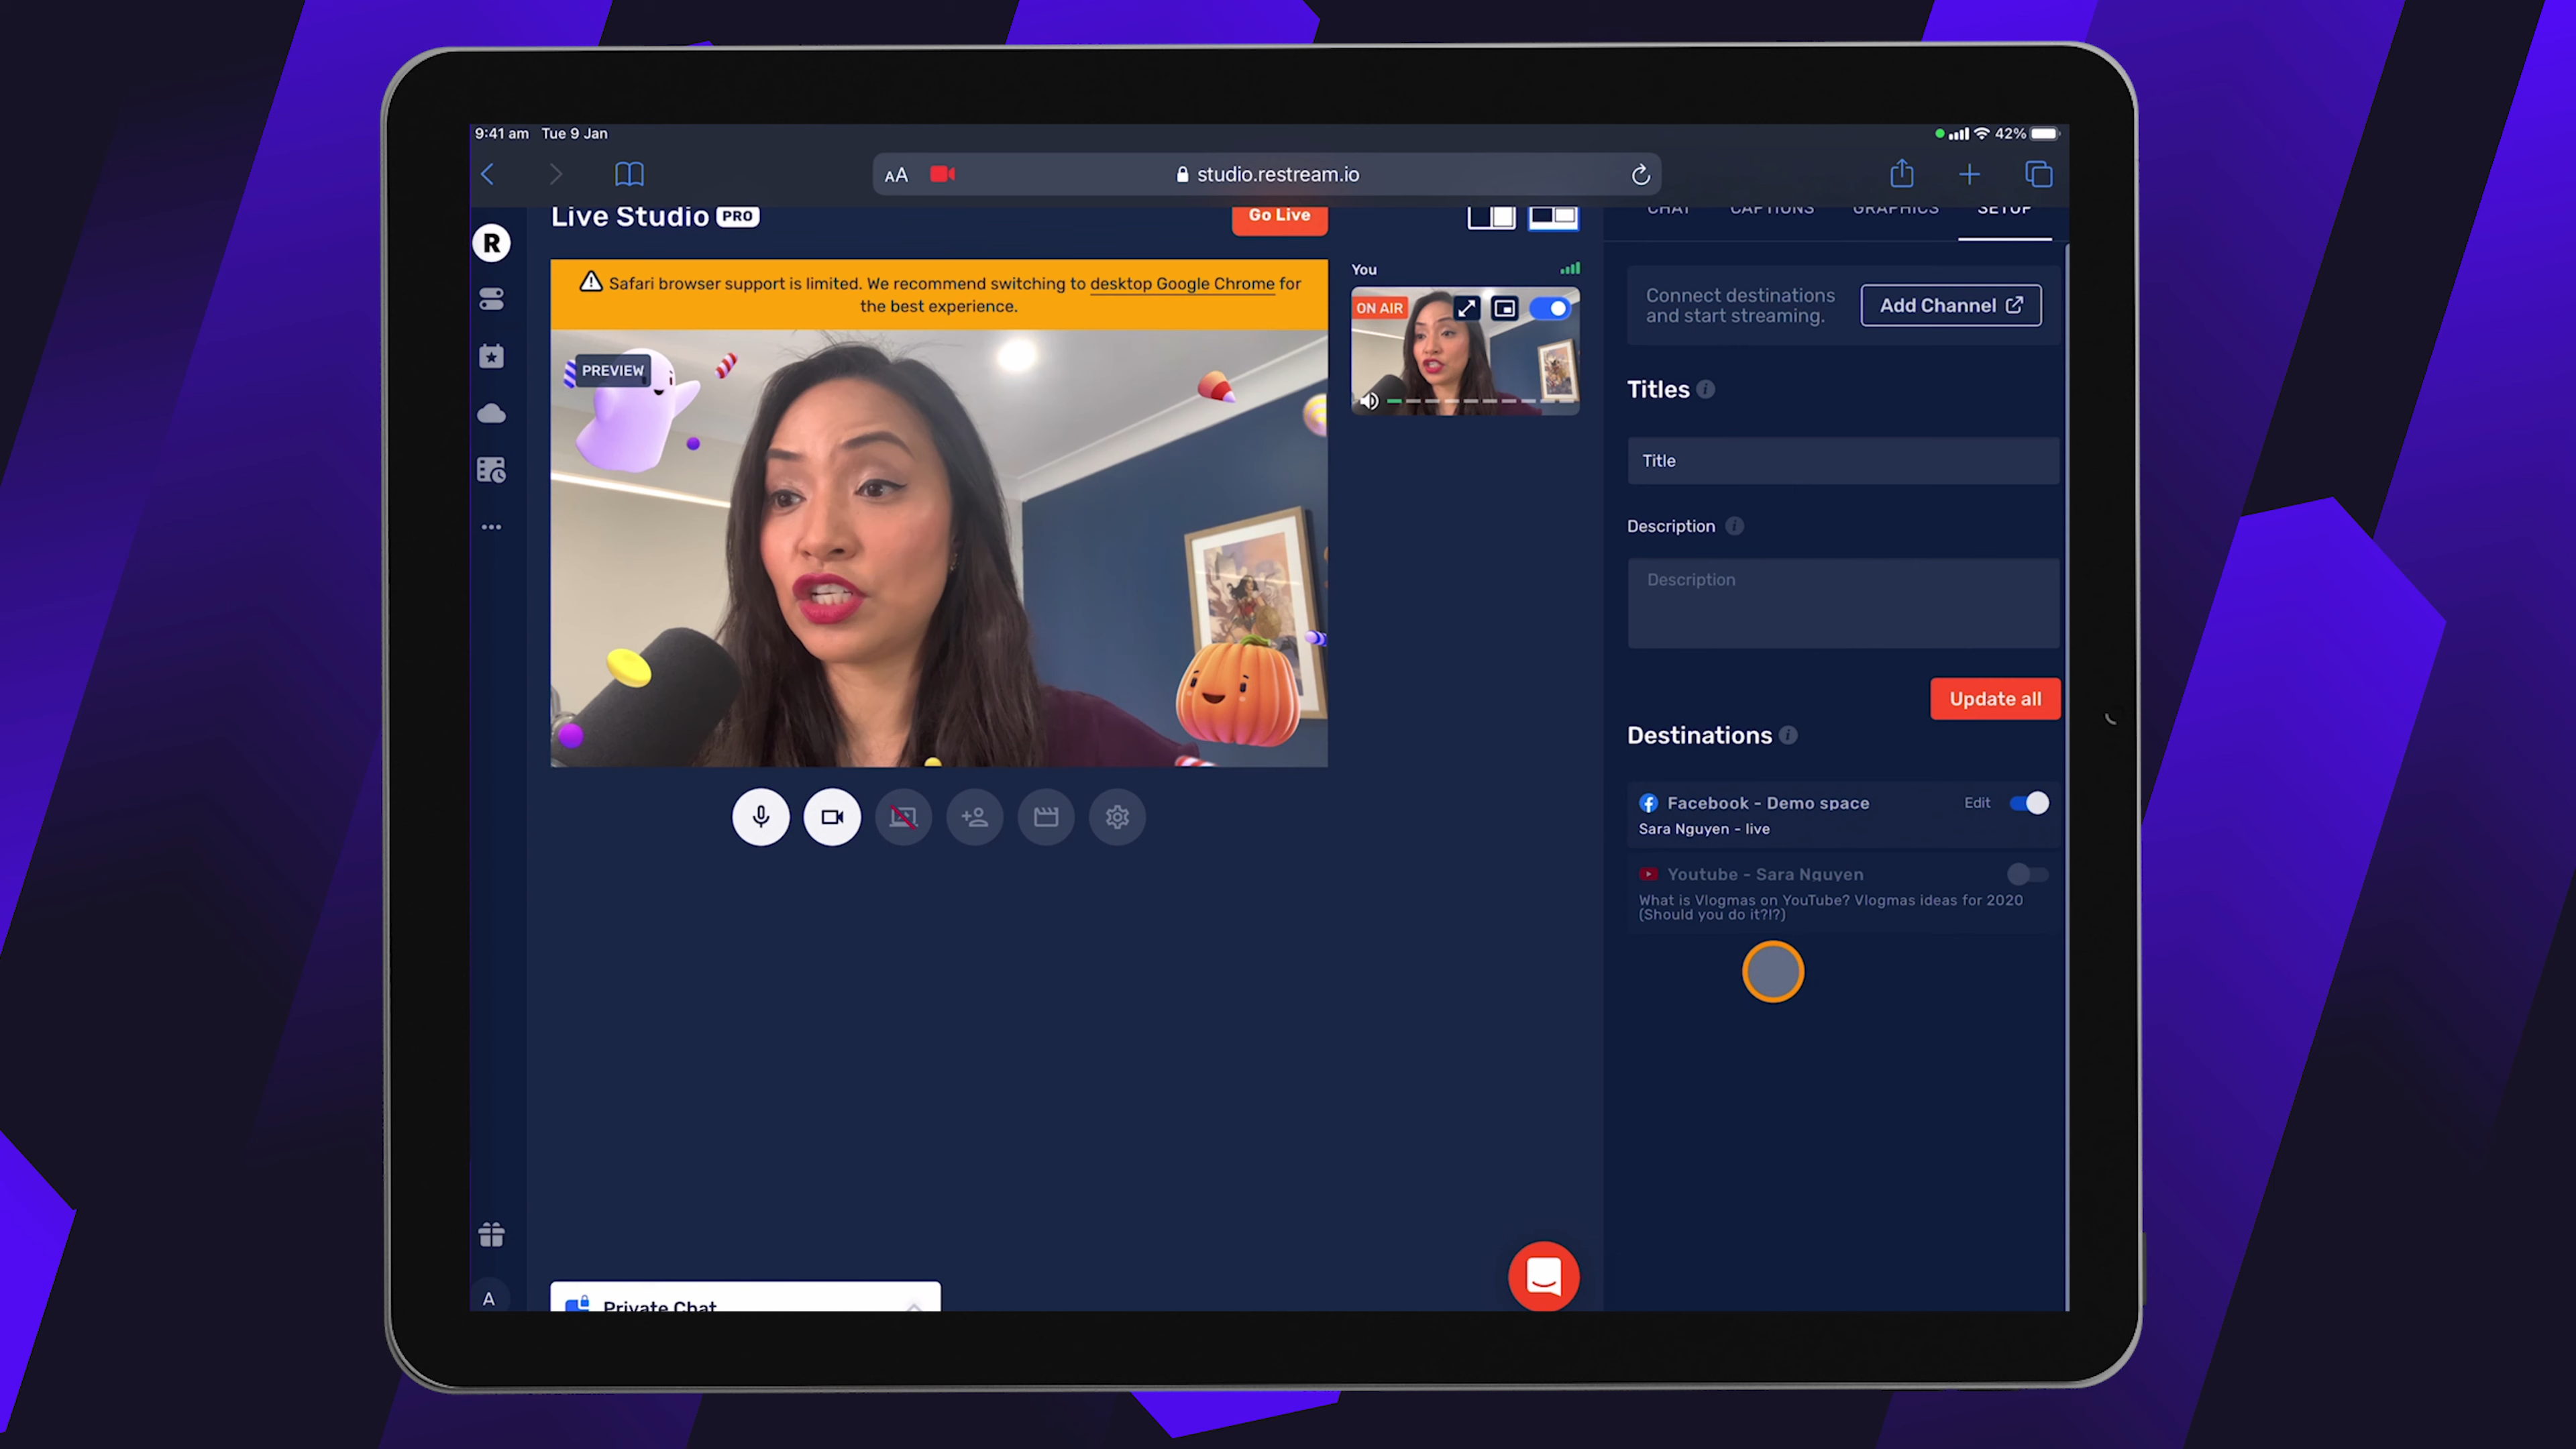 9:41 am Tue 9 Jan
42%
AA
studio.restream.io
Live Studio PRO
Go Live
CHAT CAPTIONS GRAPHICS SETUP
R
Safari browser support is limited. We recommend switching to desktop Google Chrome for
the best experience.
PREVIEW
You
ON AIR
Connect destinations
and start streaming.
Add Channel
Titles
Title
Description
Description
Update all
Destinations
Facebook - Demo space
Edit
Sara Nguyen - live
Youtube - Sara Nguyen
What is Vlogmas on YouTube? Vlogmas ideas for 2020
(Should you do it?!?)
A
Private Chat